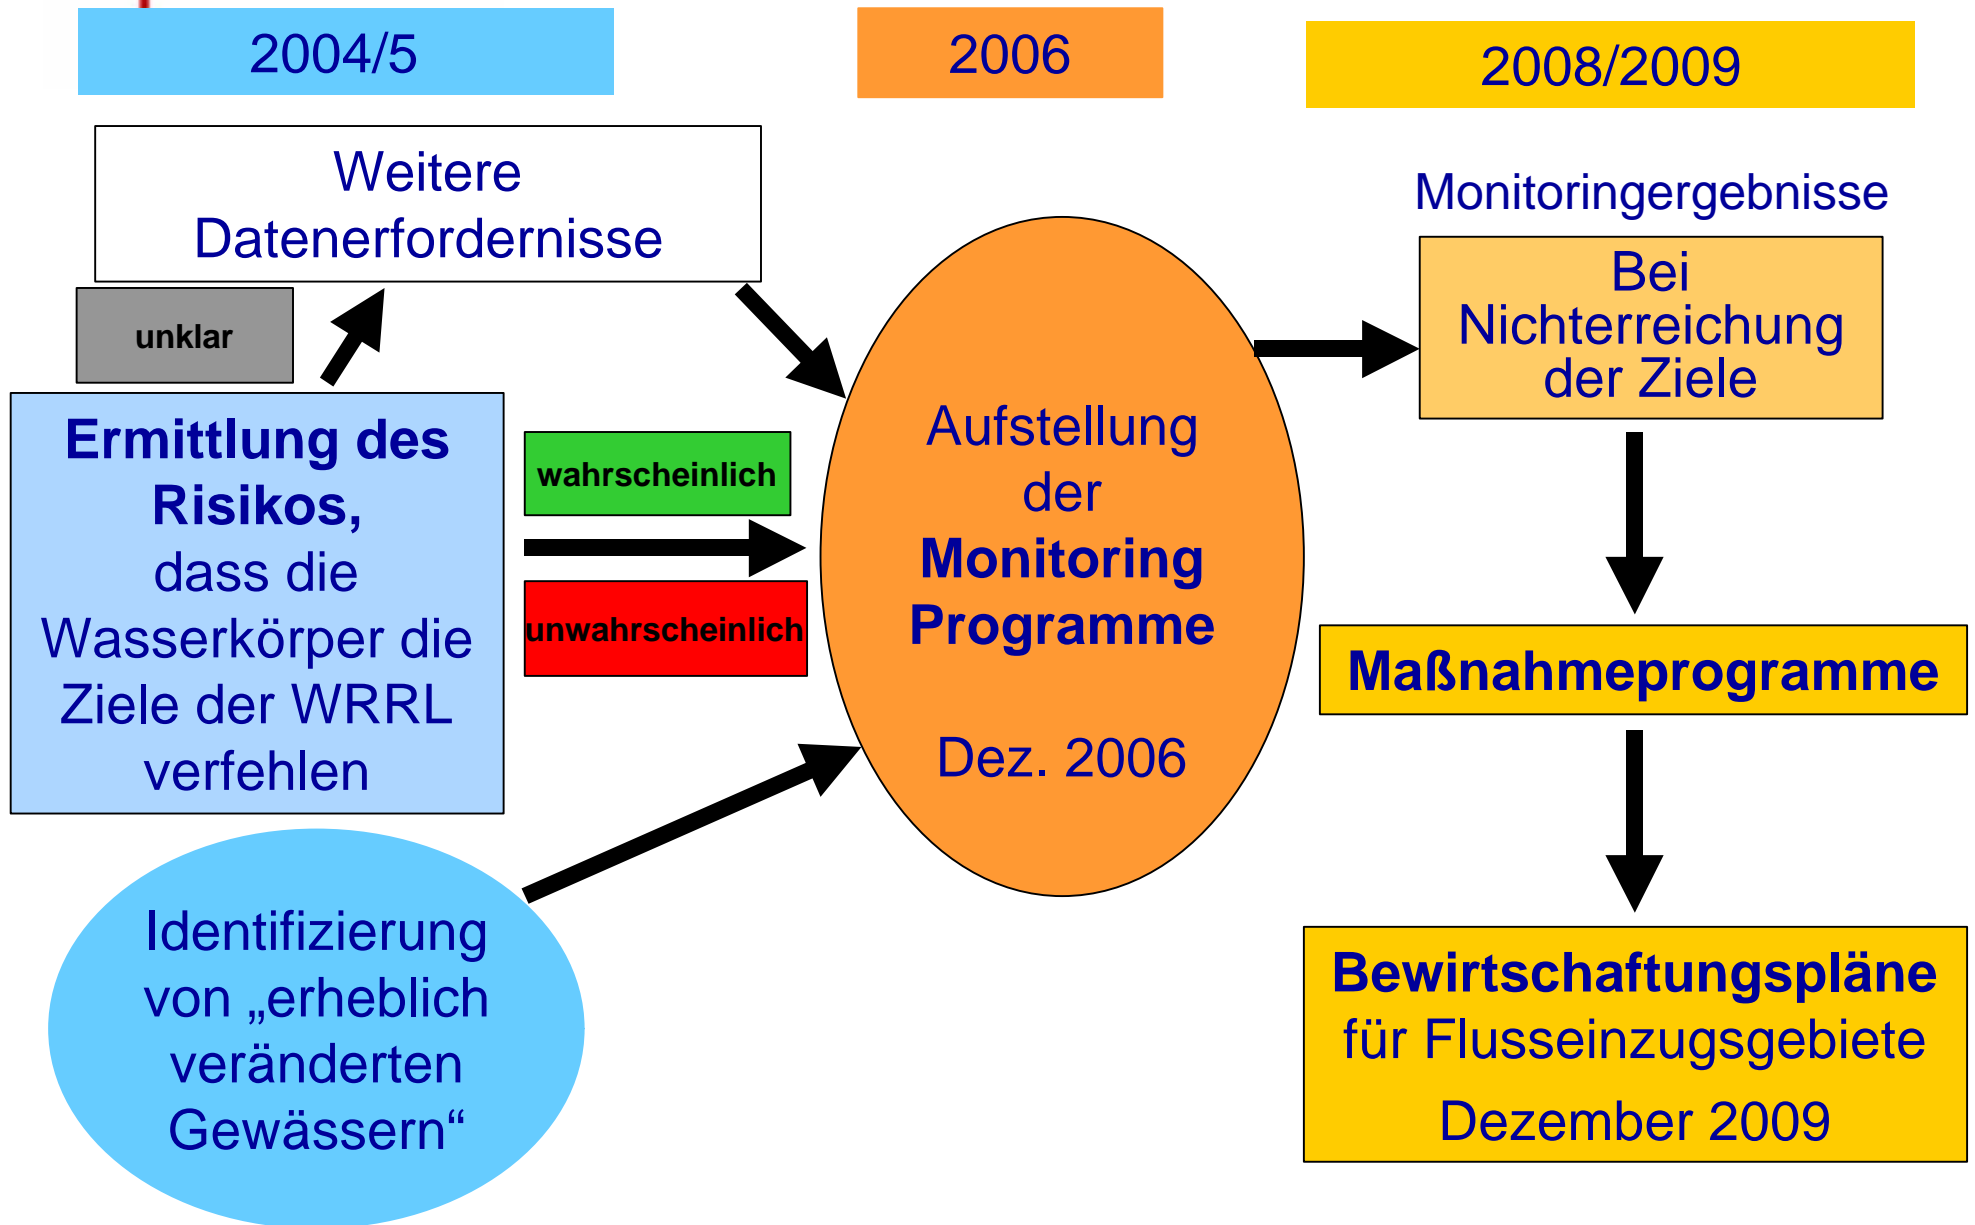 2004/5
2006
2008/2009
Weitere
Datenerfordernisse
unklar
Ermittlung des
Risikos,
dass die
Wasserkörper die
Ziele der WRRL
verfehlen
wahrscheinlich
unwahrscheinlich
Identifizierung
von „erheblich
veränderten
Gewässern“
Aufstellung
der
Monitoring
Programme
Dez. 2006
Monitoringergebnisse
Bei
Nichterreichung
der Ziele
Maßnahmeprogramme
Bewirtschaftungspläne
für Flusseinzugsgebiete
Dezember 2009